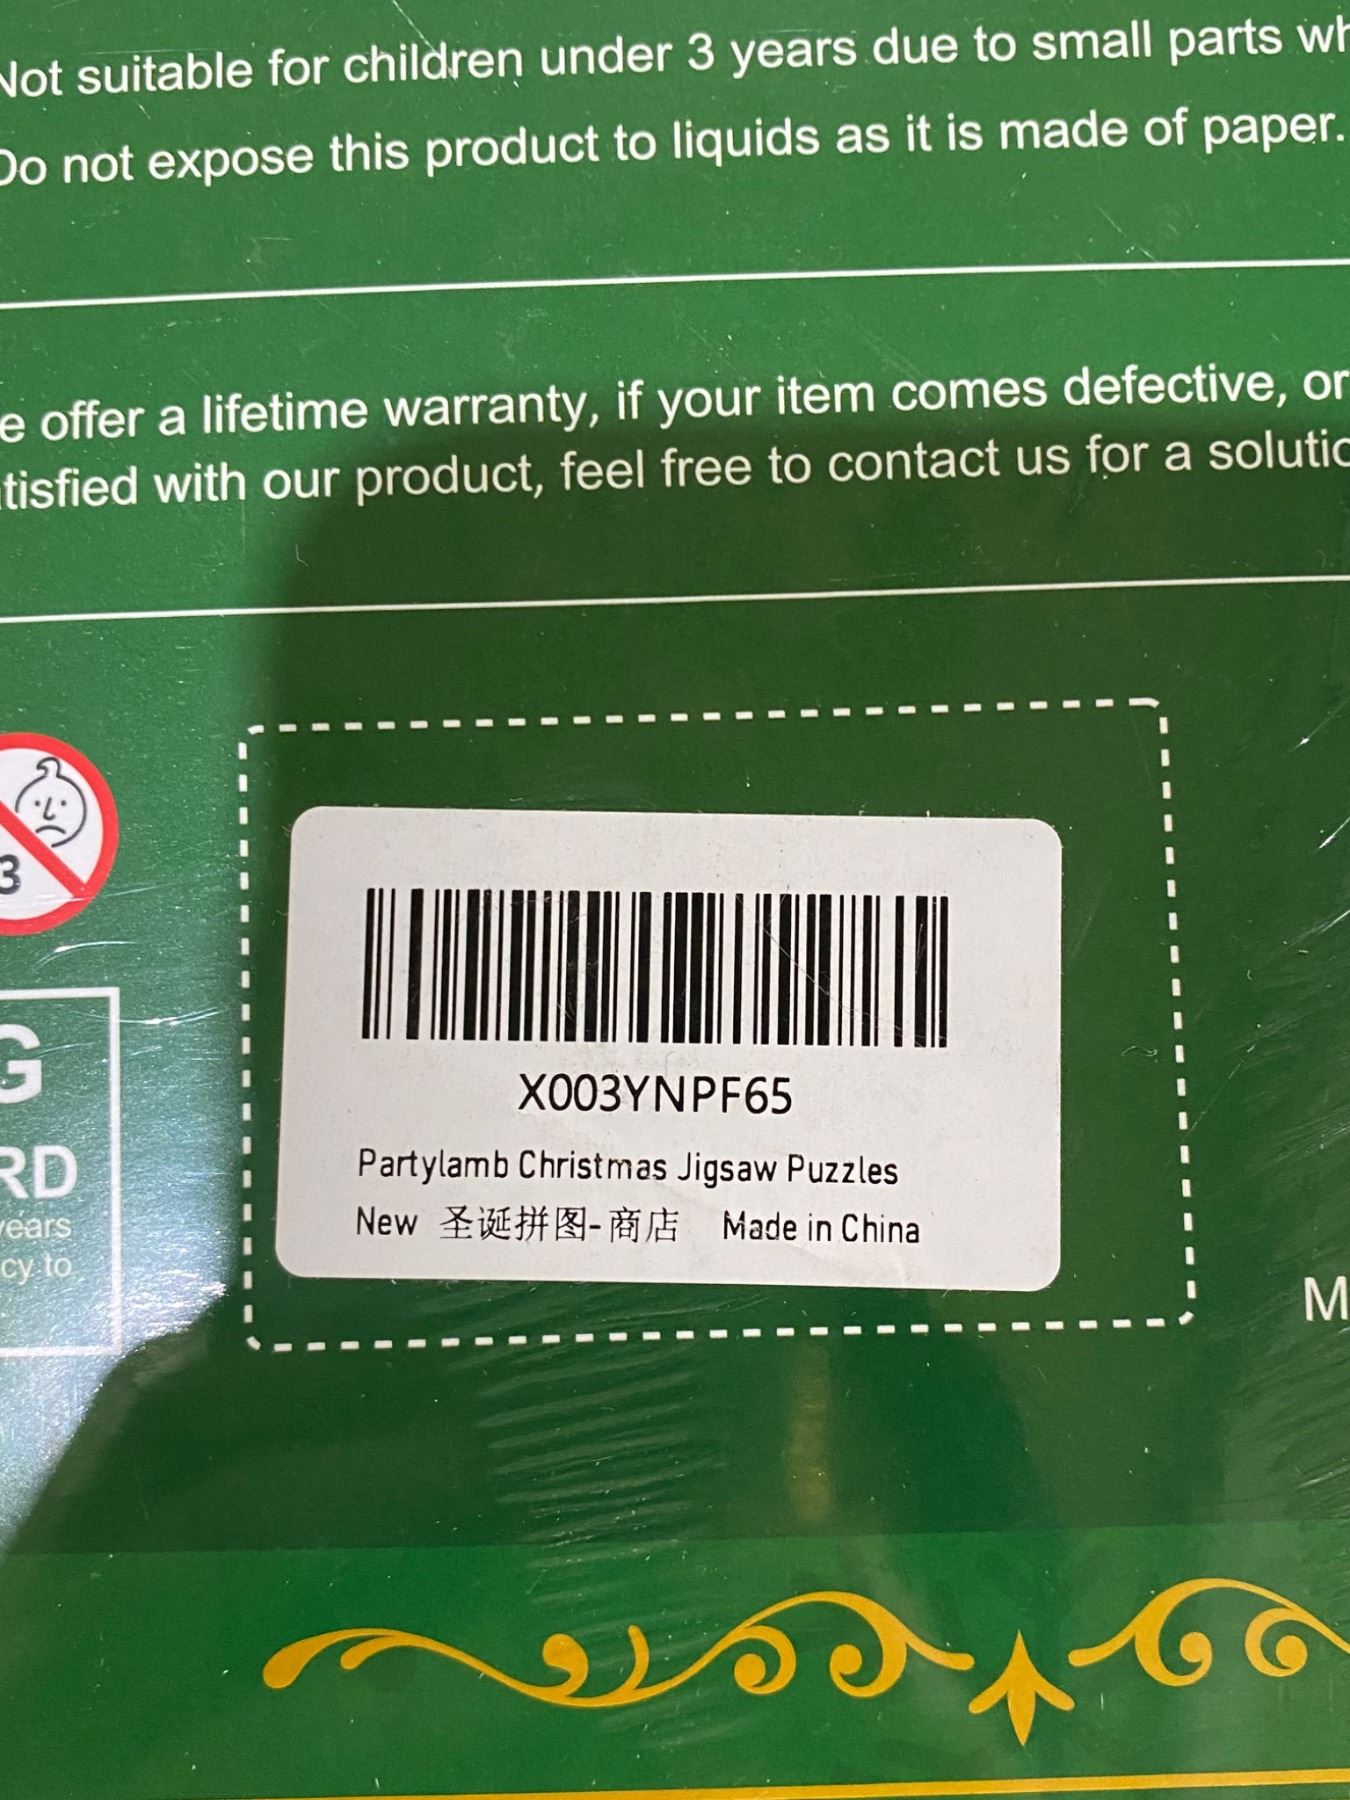 Not suitable for children under 3 years due to small parts wh
Do not expose this product to liquids as it is made of paper.
e offer a lifetime warranty, if your item comes defective, or
tisfied with our product, feel free to contact us for a solutio
3
G
RD
years
cy to
X003YNPF65
Partylamb Christmas Jigsaw Puzzles
New 圣诞拼图-商店 Made in China
M